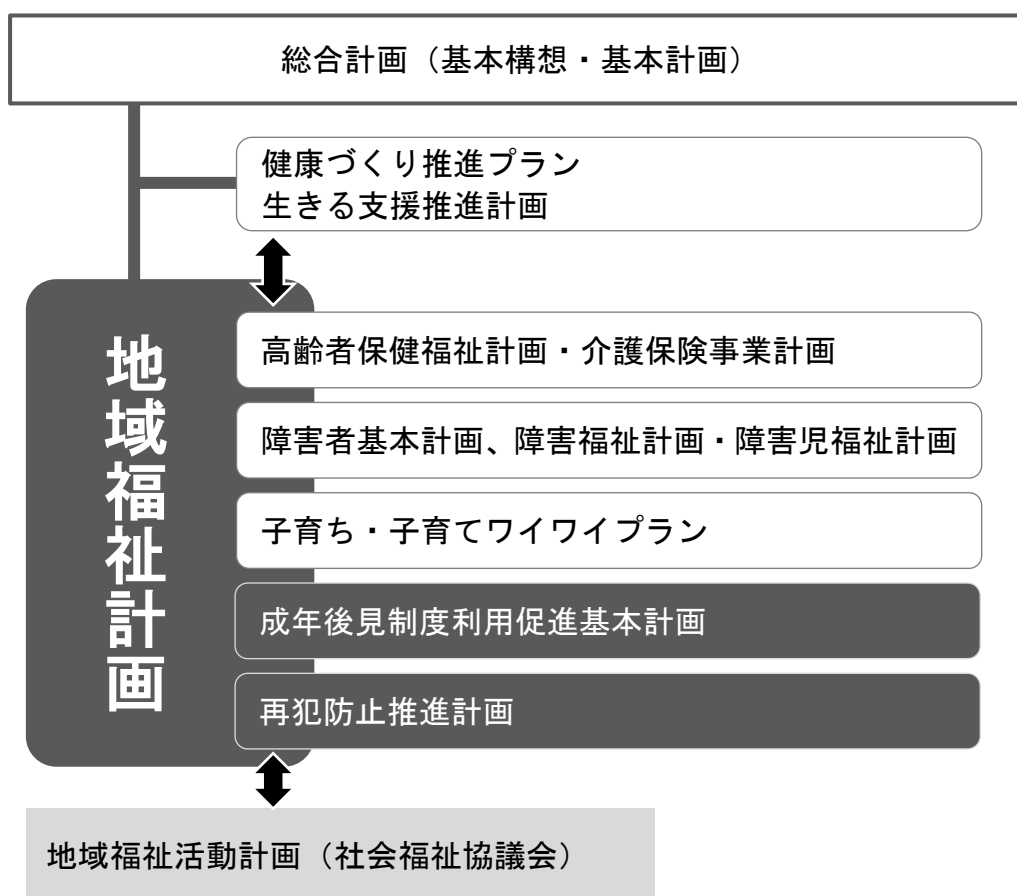 総合計画（基本構想・基本計画）
健康づくり推進プラン
生きる支援推進計画
地域福祉計画
高齢者保健福祉計画・介護保険事業計画
障害者基本計画、障害福祉計画・障害児福祉計画
子育ち・子育てワイワイプラン
成年後見制度利用促進基本計画
再犯防止推進計画
地域福祉活動計画（社会福祉協議会）